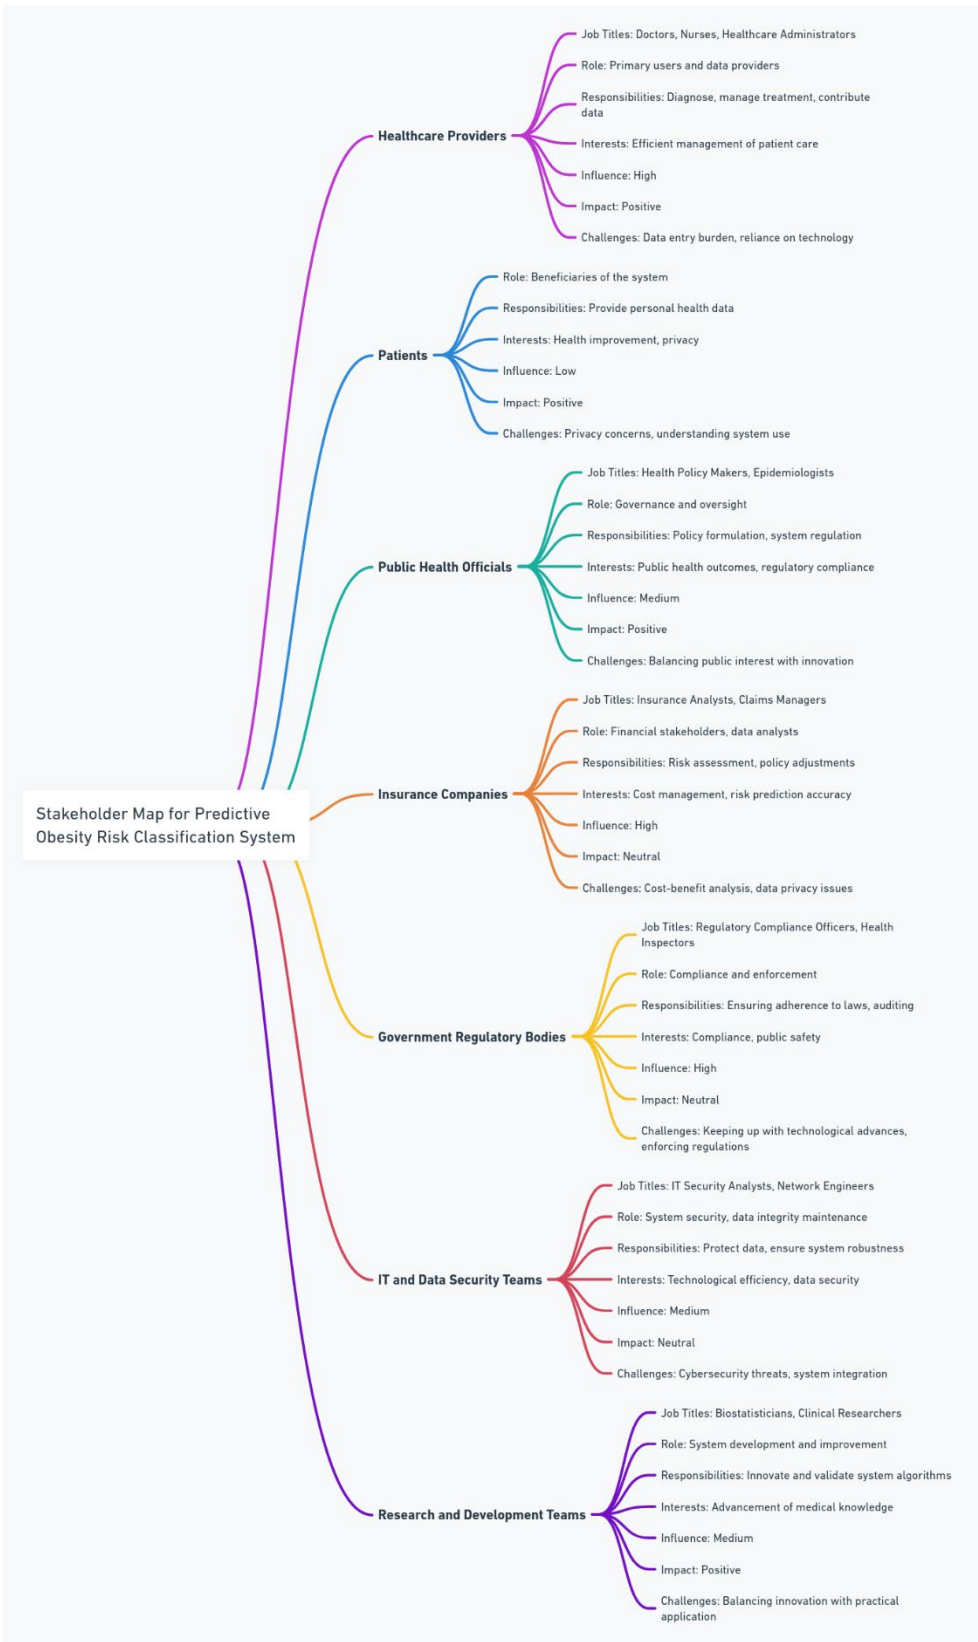 Job Titles: Doctors, Nurses, Healthcare Administrators
Role: Primary users and data providers
Responsibilities: Diagnose, manage treatment, contribute
data
Healthcare Providers
Interests: Efficient management of patient care
Influence: High
Impact: Positive
Challenges: Data entry burden, reliance on technology
Role: Beneficiaries of the system
Responsibilities: Provide personal health data
Interests: Health improvement, privacy
Patients
Influence: Low
Impact: Positive
Challenges: Privacy concerns, understanding system use
Job Titles: Health Policy Makers, Epidemiologists
Role: Governance and oversight
Responsibilities: Policy formulation, system regulation
Public Health Officials
Interests: Public health outcomes, regulatory compliance
Influence: Medium
Impact: Positive
Challenges: Balancing public interest with innovation
Job Titles: Insurance Analysts, Claims Managers
Role: Financial stakeholders, data analysts
Responsibilities: Risk assessment, policy adjustments
Insurance Companies
Interests: Cost management, risk prediction accuracy
Stakeholder Map for Predictive
Obesity Risk Classification System
Influence: High
Impact: Neutral
Challenges: Cost-benefit analysis, data privacy issues
Job Titles: Regulatory Compliance Officers, Health
Inspectors
Role: Compliance and enforcement
Responsibilities: Ensuring adherence to laws, auditing
Government Regulatory Bodies
Interests: Compliance, public safety
Influence: High
Impact: Neutral
Challenges: Keeping up with technological advances,
enforcing regulations
Job Titles: IT Security Analysts, Network Engineers
Role: System security, data integrity maintenance
Responsibilities: Protect data, ensure system robustness
IT and Data Security Teams
Interests: Technological efficiency, data security
Influence: Medium
Impact: Neutral
Challenges: Cybersecurity threats, system integration
Job Titles: Biostatisticians, Clinical Researchers
Role: System development and improvement
Responsibilities: Innovate and validate system algorithms
Interests: Advancement of medical knowledge
Research and Development Teams
Influence: Medium
Impact: Positive
Challenges: Balancing innovation with practical
application